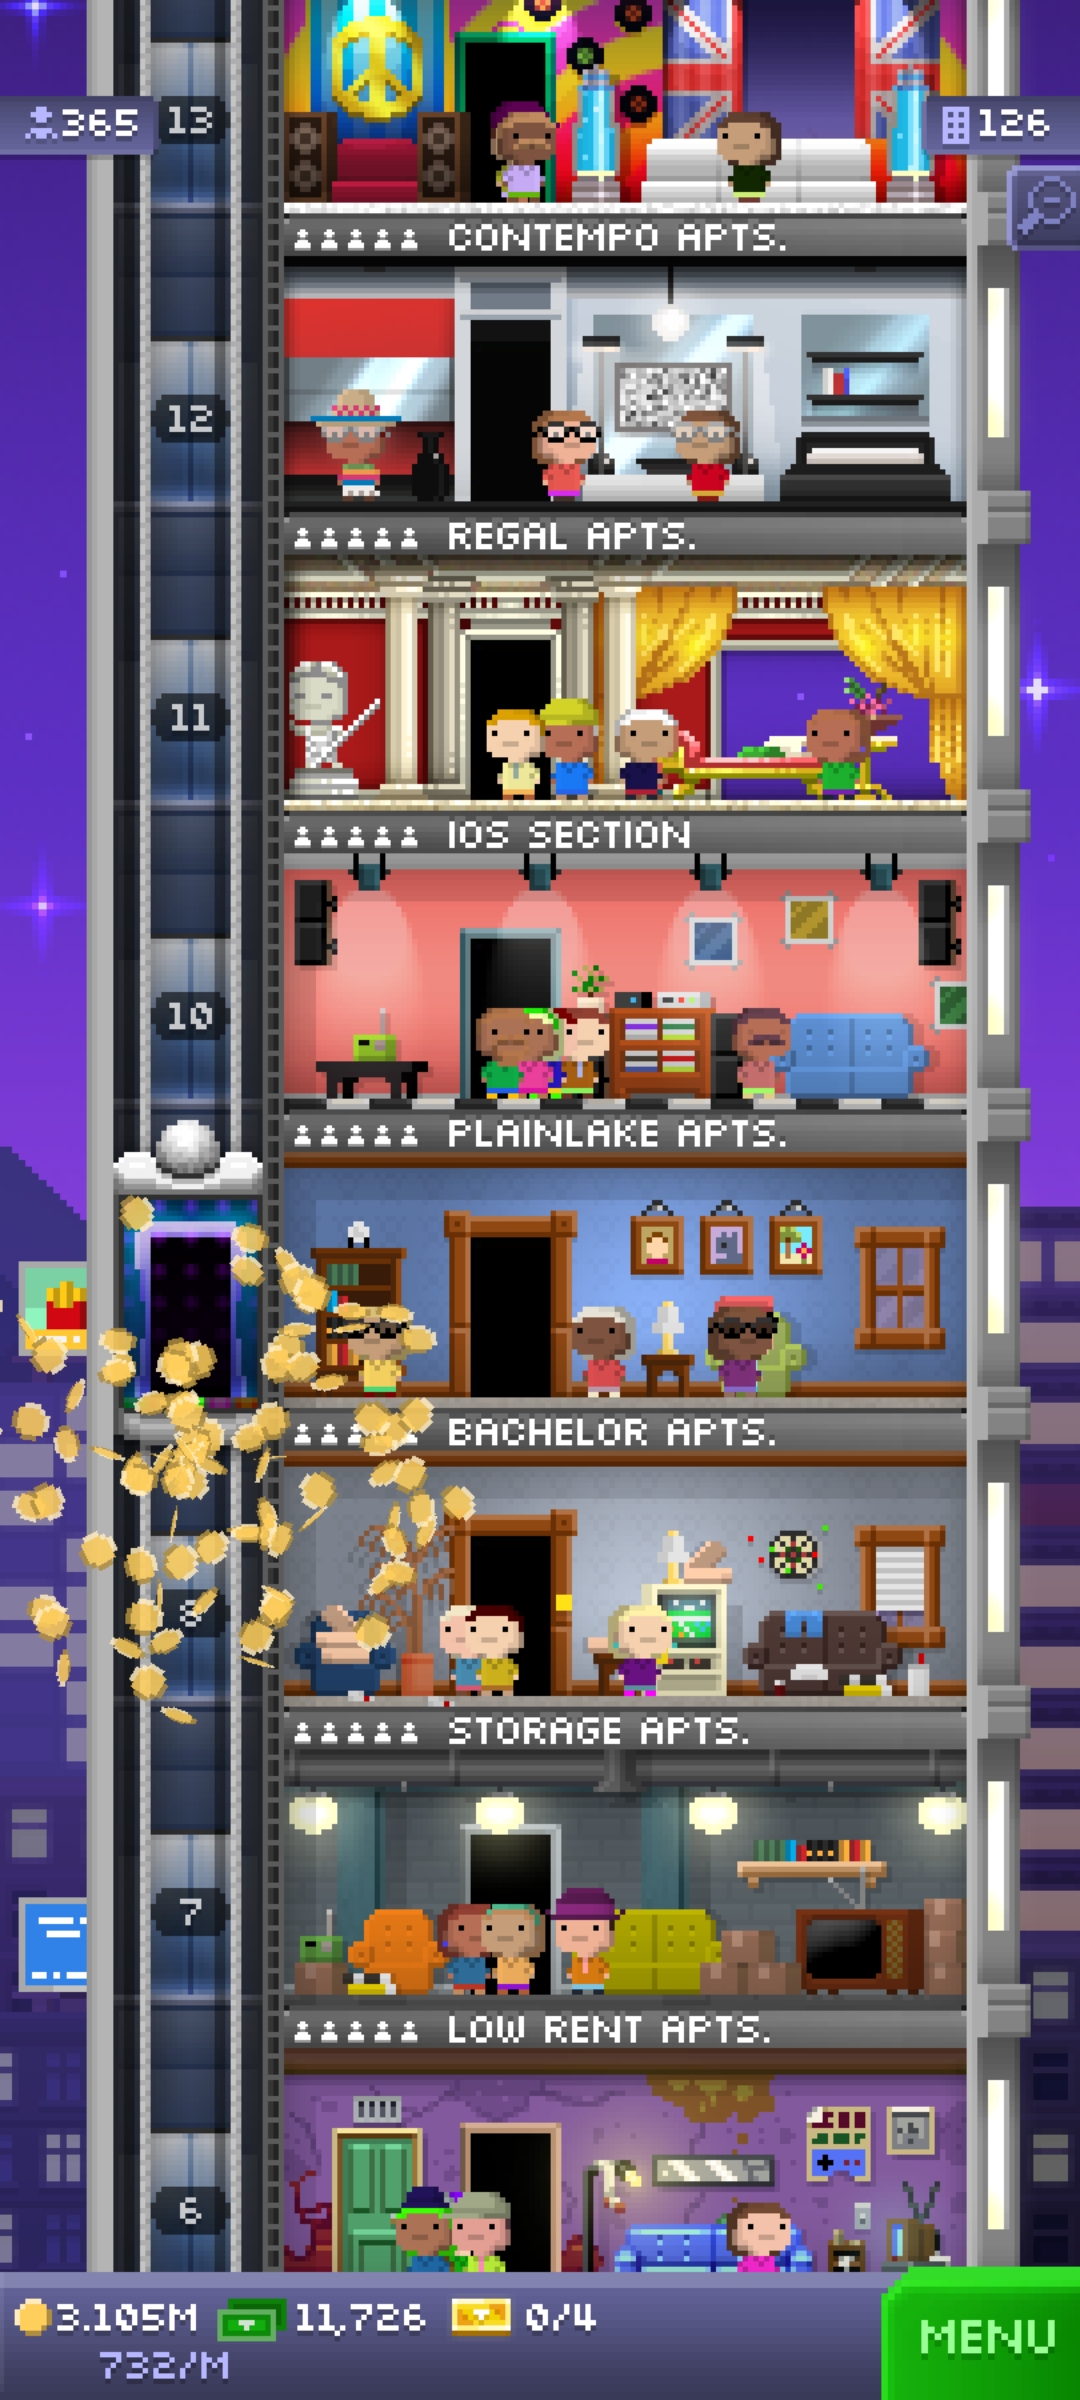 13
365
126
CONTEMPO APTS.
12
REGAL APTS.
11
IOS SECTION
10
PLAINLAKE APTS.
BACHELOR APTS.
8
STORAGE APTS.
7
LOW RENT APTS.
6
3.105M 11,726 0/4
732/M
MENU